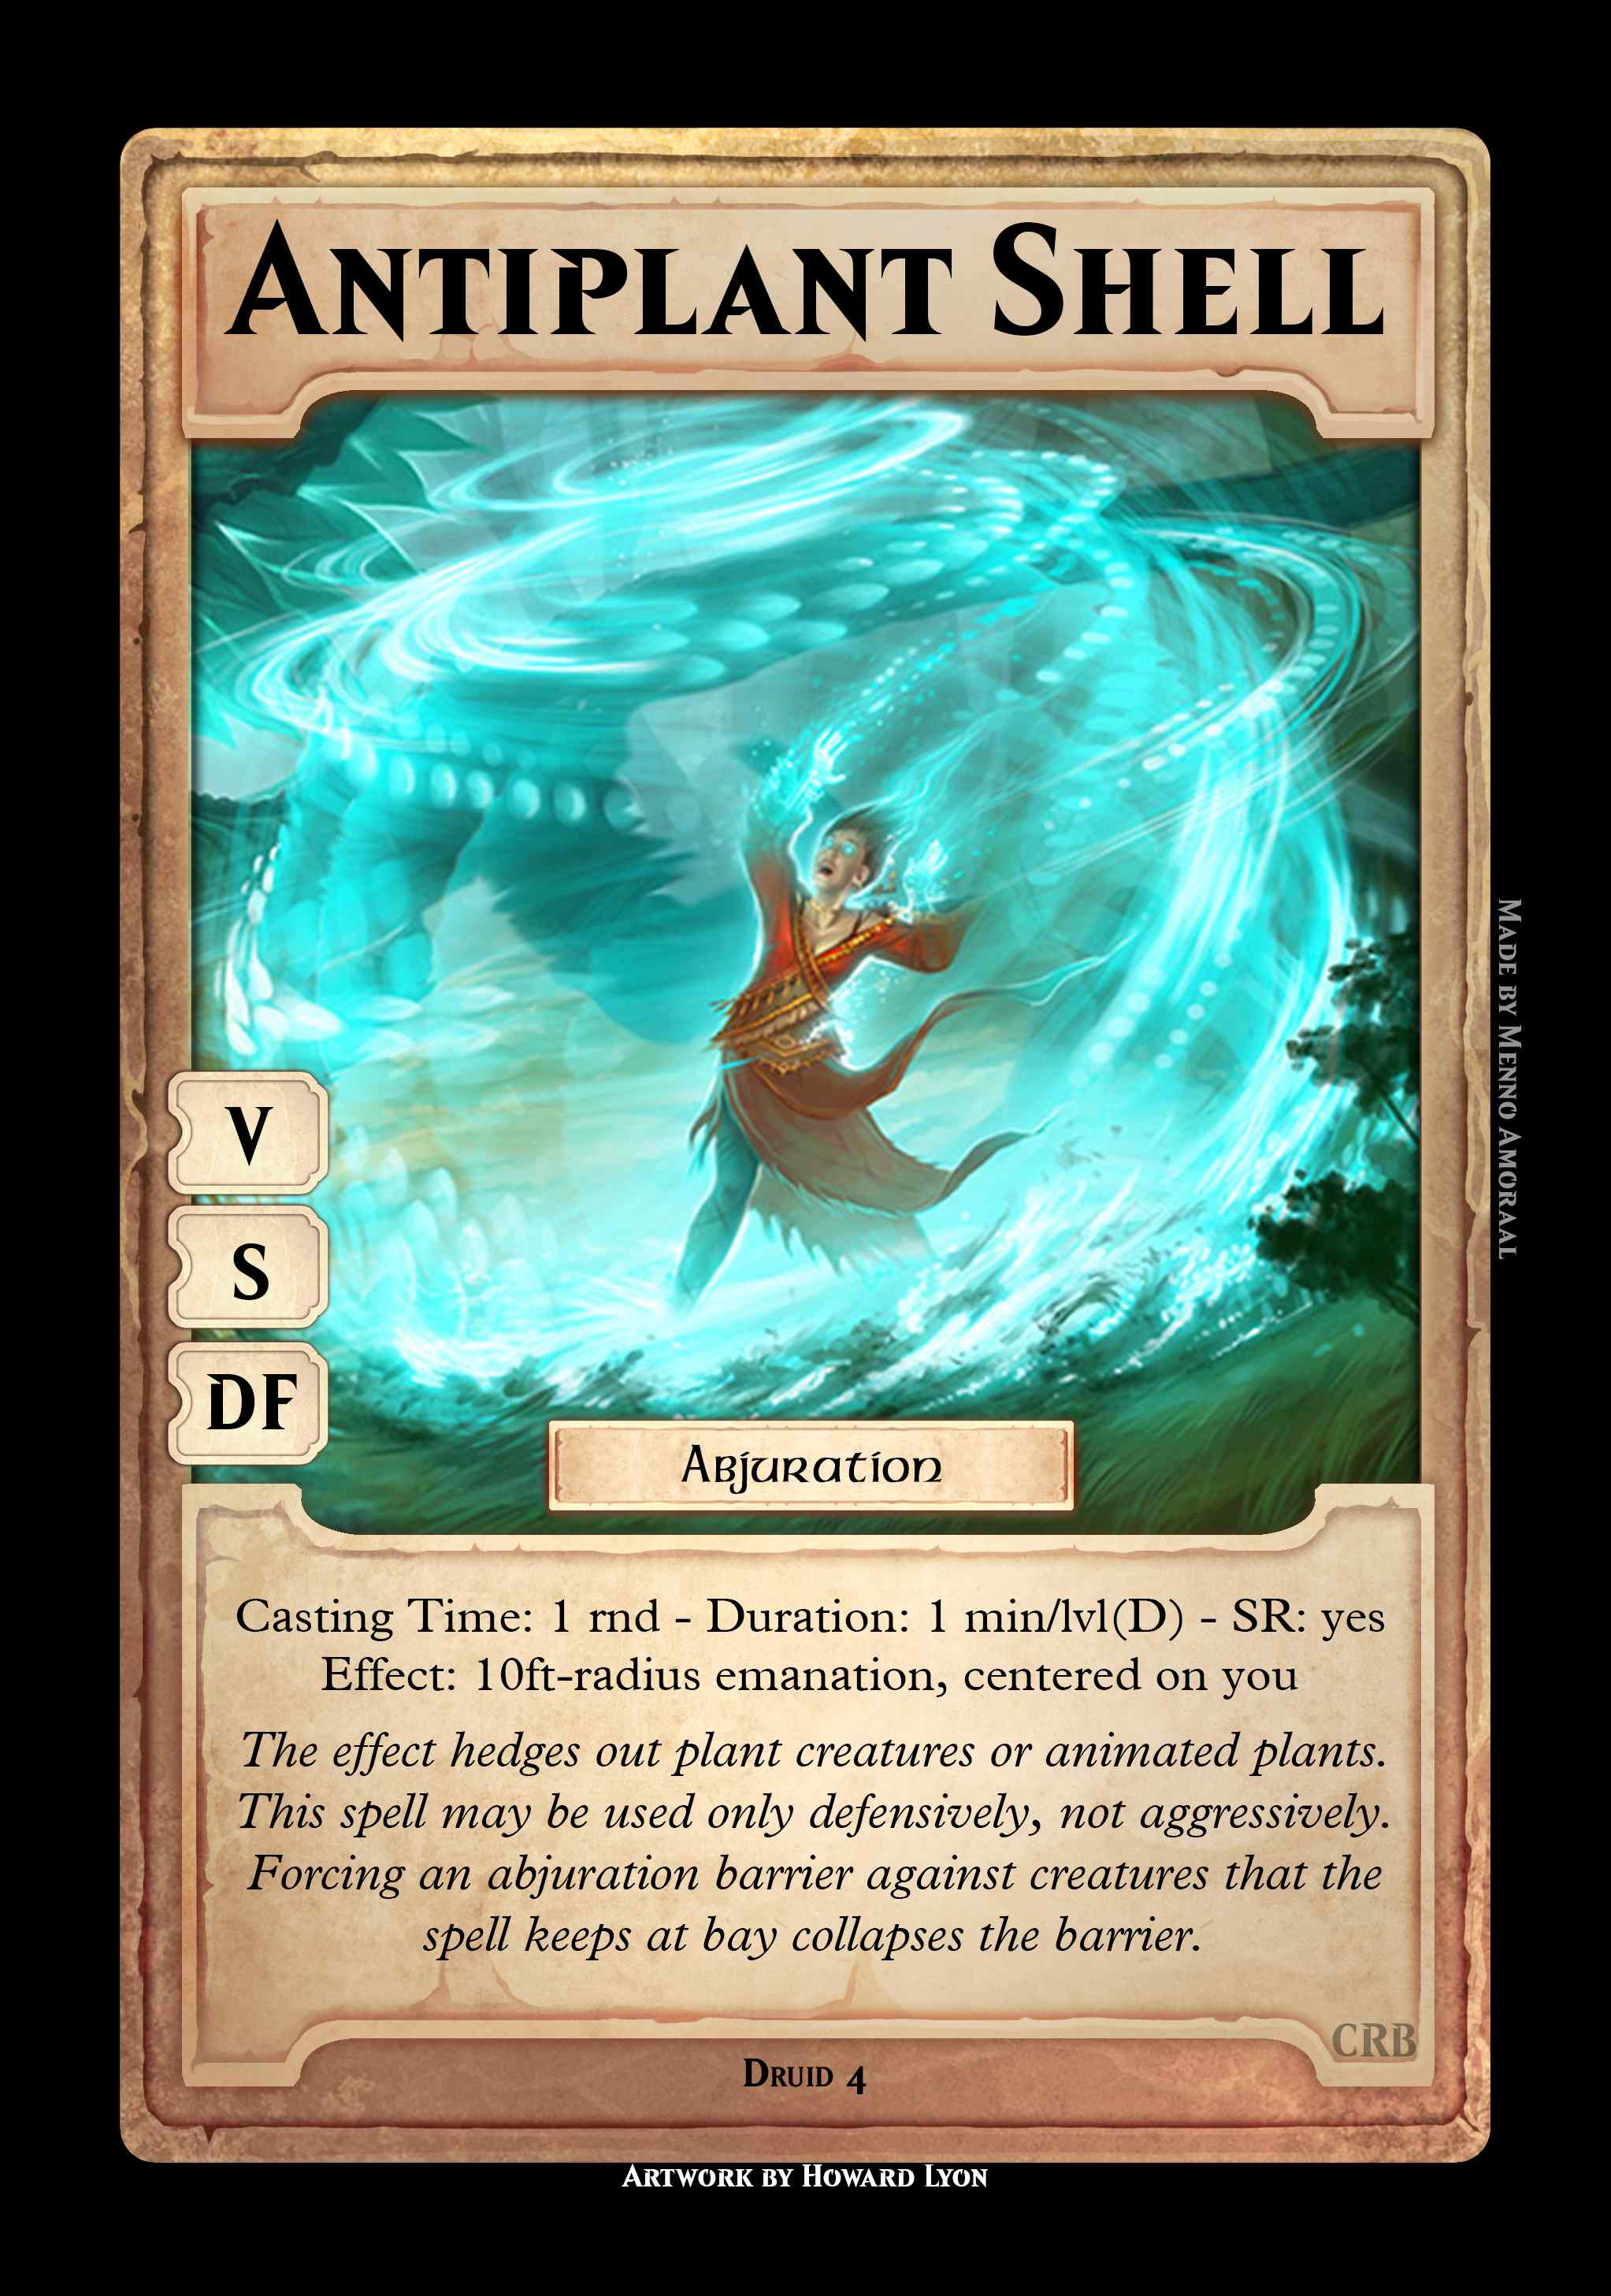 Antiplant Shell
V
S
DF
Abjuration
Casting Time: 1 rnd - Duration: 1 min/lvl(D) - SR: yes
Effect: 10ft-radius emanation, centered on you
The effect hedges out plant creatures or animated plants.
This spell may be used only defensively, not aggressively.
Forcing an abjuration barrier against creatures that the
spell keeps at bay collapses the barrier.
CRB
Druid 4
Artwork by Howard Lyon
Made by Menno Amoraal